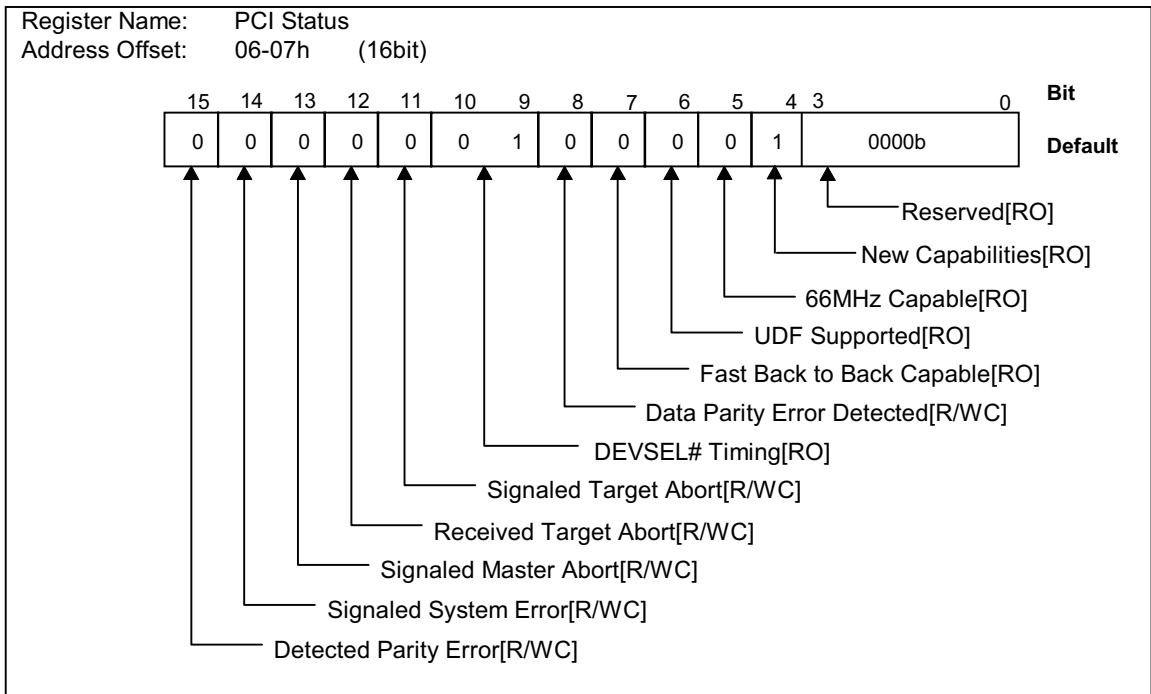 Register Name: PCI Status
Address Offset: 06-07h (16bit)
15 14 13 12 11 10 9 8 7 6 5 4 3 0 Bit
0 0 0 0 0 0 1 0 0 0 0 1 0000b Default
Reserved[RO]
New Capabilities[RO]
66MHz Capable[RO]
UDF Supported[RO]
Fast Back to Back Capable[RO]
Data Parity Error Detected[R/WC]
DEVSEL# Timing[RO]
Signaled Target Abort[R/WC]
Received Target Abort[R/WC]
Signaled Master Abort[R/WC]
Signaled System Error[R/WC]
Detected Parity Error[R/WC]